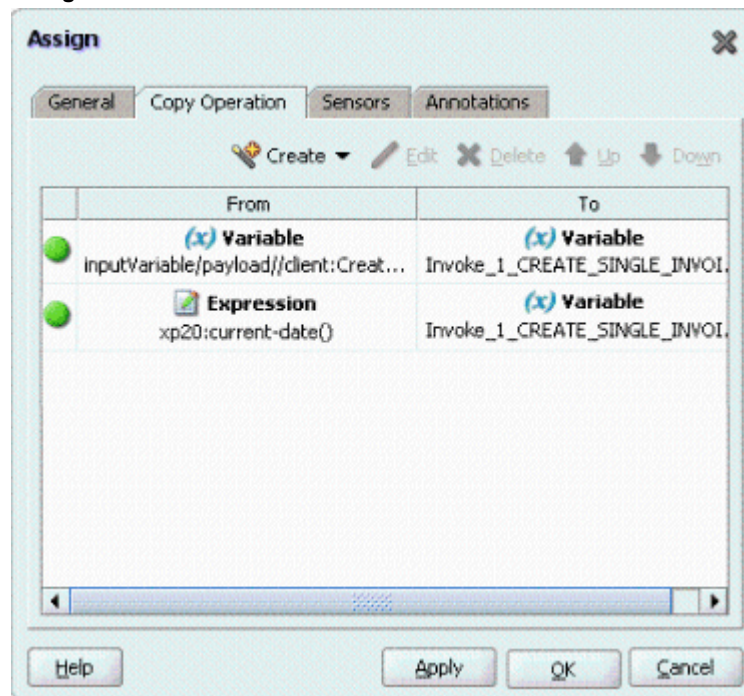 Assign
General Copy Operation Sensors Annotations
Create Edit Delete Up Down
From To
(x) Variable (x) Variable
inputVariable/payload//client:Creat... Invoke_1_CREATE_SINGLE_INVOI.
Expression (x) Variable
xp20:current-date() Invoke_1_CREATE_SINGLE_INVOI.
Help Apply OK Cancel